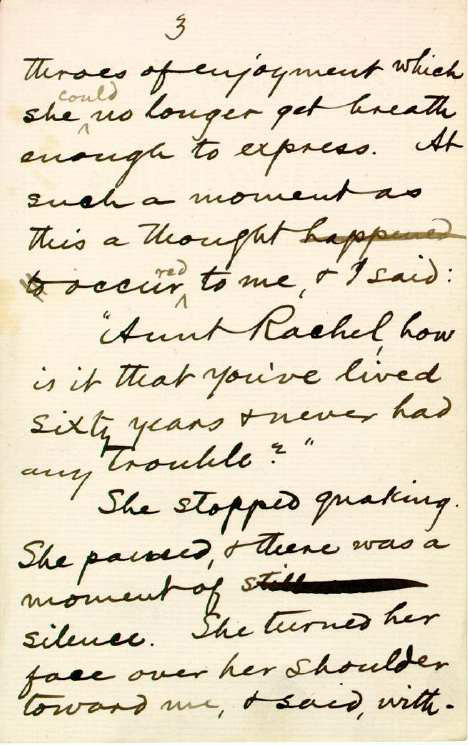 3
throes of enjoyment which
she could no longer get breath
enough to express. At
such a moment as
this a thought happened
to occurred to me, & I said:
"Aunt Rachel, how
is it that you've lived
sixty years & never had
any trouble?"
She stopped quaking.
She paused, & there was a
moment of still
silence. She turned her
face over her shoulder
toward me, & said, with-